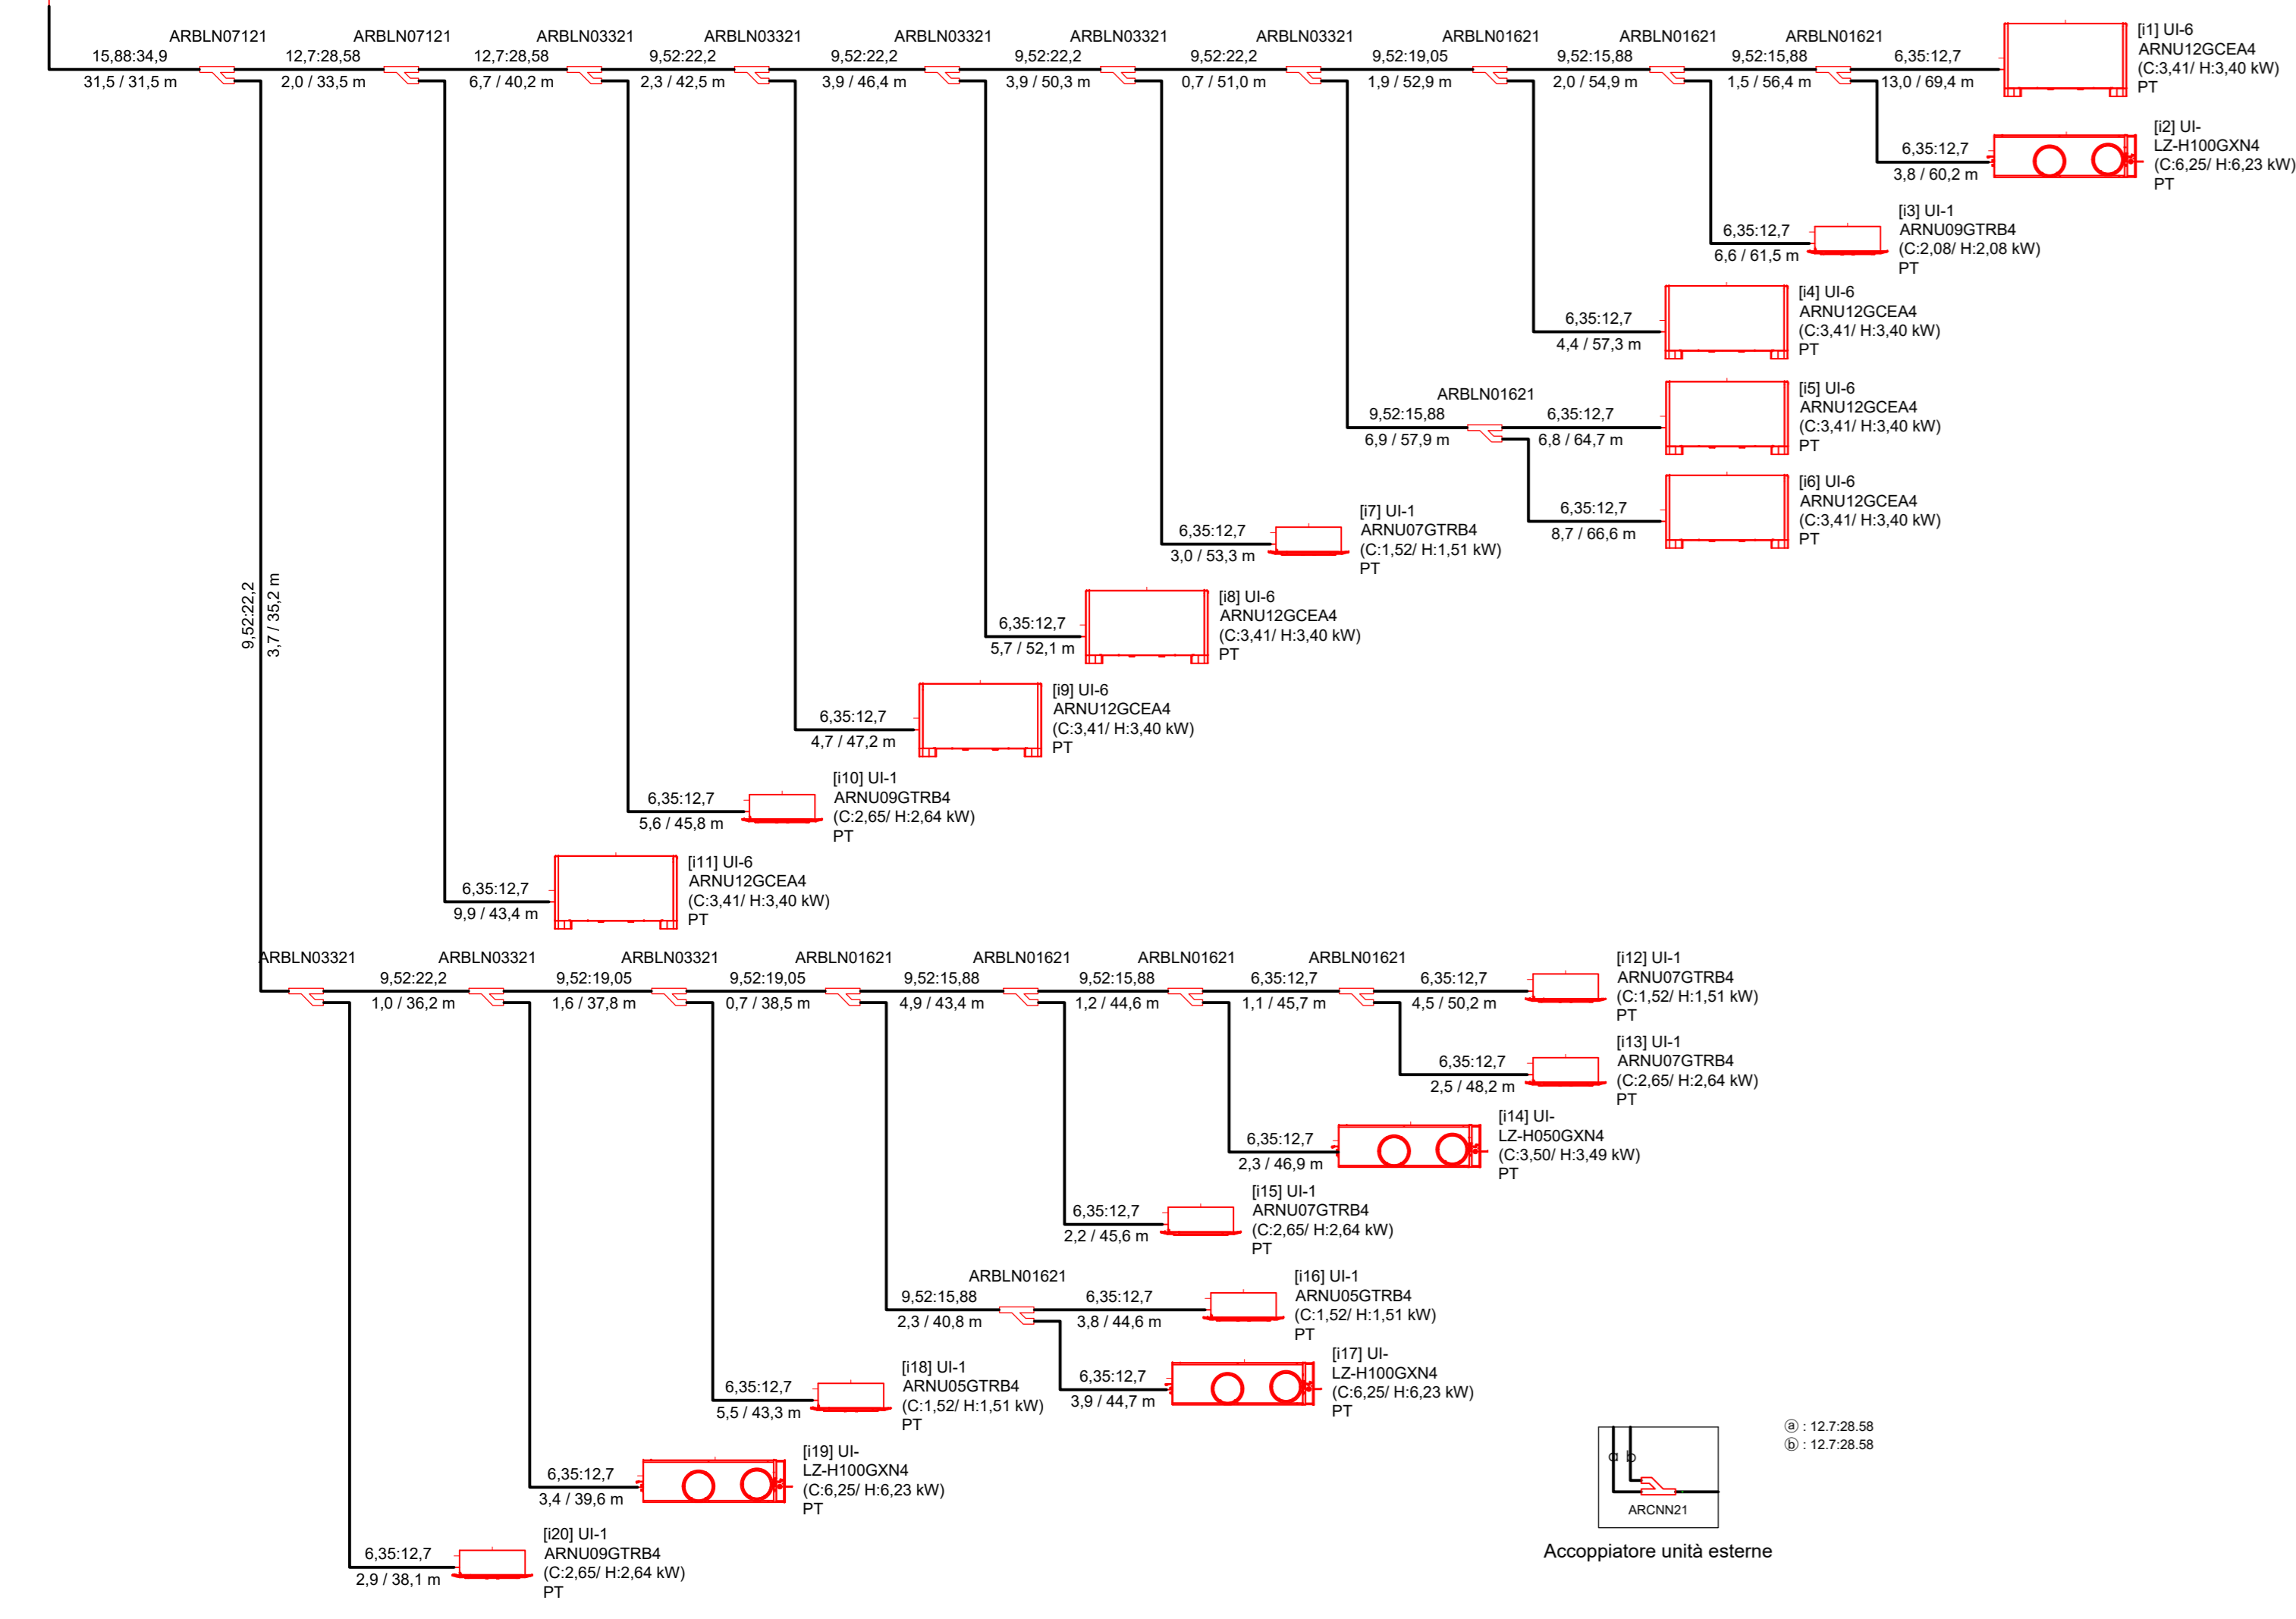 ARBLN07121
ARBLN07121
ARBLN03321
ARBLN03321
ARBLN03321
ARBLN03321
ARBLN03321
ARBLN01621
ARBLN01621
ARBLN01621
15,88:34,9
12,7:28,58
12,7:28,58
9,52:22,2
9,52:22,2
9,52:22,2
9,52:22,2
9,52:19,05
9,52:15,88
9,52:15,88
6,35:12,7
31,5 / 31,5 m
2,0 / 33,5 m
6,7 / 40,2 m
2,3 / 42,5 m
3,9 / 46,4 m
3,9 / 50,3 m
0,7 / 51,0 m
1,9 / 52,9 m
2,0 / 54,9 m
1,5 / 56,4 m
13,0 / 69,4 m
[i1] UI-6
ARNU12GCEA4
(C:3,41/ H:3,40 kW)
PT
6,35:12,7
3,8 / 60,2 m
[i2] UI-
LZ-H100GXN4
(C:6,25/ H:6,23 kW)
PT
6,35:12,7
6,6 / 61,5 m
[i3] UI-1
ARNU09GTRB4
(C:2,08/ H:2,08 kW)
PT
6,35:12,7
4,4 / 57,3 m
[i4] UI-6
ARNU12GCEA4
(C:3,41/ H:3,40 kW)
PT
ARBLN01621
9,52:15,88
6,9 / 57,9 m
6,35:12,7
6,8 / 64,7 m
[i5] UI-6
ARNU12GCEA4
(C:3,41/ H:3,40 kW)
PT
6,35:12,7
8,7 / 66,6 m
[i6] UI-6
ARNU12GCEA4
(C:3,41/ H:3,40 kW)
PT
6,35:12,7
3,0 / 53,3 m
[i7] UI-1
ARNU07GTRB4
(C:1,52/ H:1,51 kW)
PT
9,52:22,2
3,7 / 35,2 m
6,35:12,7
5,7 / 52,1 m
[i8] UI-6
ARNU12GCEA4
(C:3,41/ H:3,40 kW)
PT
6,35:12,7
4,7 / 47,2 m
[i9] UI-6
ARNU12GCEA4
(C:3,41/ H:3,40 kW)
PT
6,35:12,7
5,6 / 45,8 m
[i10] UI-1
ARNU09GTRB4
(C:2,65/ H:2,64 kW)
PT
6,35:12,7
9,9 / 43,4 m
[i11] UI-6
ARNU12GCEA4
(C:3,41/ H:3,40 kW)
PT
ARBLN03321
ARBLN03321
ARBLN03321
ARBLN01621
ARBLN01621
ARBLN01621
ARBLN01621
9,52:22,2
9,52:19,05
9,52:19,05
9,52:15,88
9,52:15,88
6,35:12,7
6,35:12,7
1,0 / 36,2 m
1,6 / 37,8 m
0,7 / 38,5 m
4,9 / 43,4 m
1,2 / 44,6 m
1,1 / 45,7 m
4,5 / 50,2 m
[i12] UI-1
ARNU07GTRB4
(C:1,52/ H:1,51 kW)
PT
6,35:12,7
2,5 / 48,2 m
[i13] UI-1
ARNU07GTRB4
(C:2,65/ H:2,64 kW)
PT
6,35:12,7
2,3 / 46,9 m
[i14] UI-
LZ-H050GXN4
(C:3,50/ H:3,49 kW)
PT
6,35:12,7
2,2 / 45,6 m
[i15] UI-1
ARNU07GTRB4
(C:2,65/ H:2,64 kW)
PT
ARBLN01621
9,52:15,88
2,3 / 40,8 m
6,35:12,7
3,8 / 44,6 m
[i16] UI-1
ARNU05GTRB4
(C:1,52/ H:1,51 kW)
PT
6,35:12,7
3,9 / 44,7 m
[i17] UI-
LZ-H100GXN4
(C:6,25/ H:6,23 kW)
PT
6,35:12,7
5,5 / 43,3 m
[i18] UI-1
ARNU05GTRB4
(C:1,52/ H:1,51 kW)
PT
6,35:12,7
3,4 / 39,6 m
[i19] UI-
LZ-H100GXN4
(C:6,25/ H:6,23 kW)
PT
6,35:12,7
2,9 / 38,1 m
[i20] UI-1
ARNU09GTRB4
(C:2,65/ H:2,64 kW)
PT
ⓐ : 12.7:28.58
ⓑ : 12.7:28.58
a b
ARCNN21
Accoppiatore unità esterne